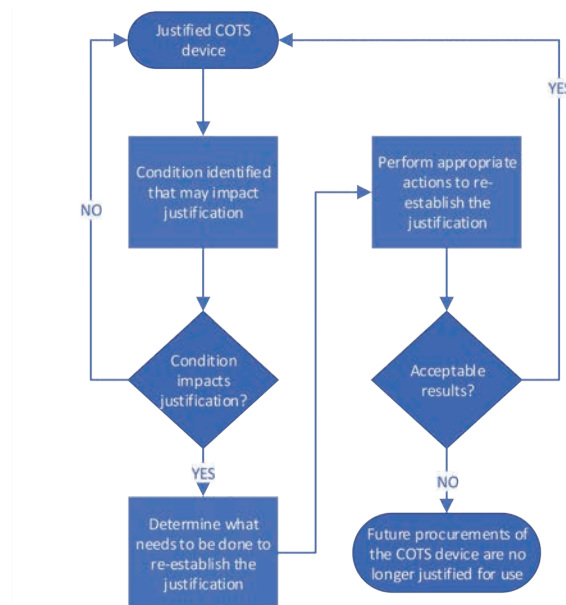 Justified COTS
device
YES
Condition identified
that may impact
justification
Perform appropriate
actions to re-
establish the
justification
NO
Condition
impacts
justification?
Acceptable
results?
YES
NO
Determine what
needs to be done to
re-establish the
justification
Future procurements of
the COTS device are no
longer justified for use